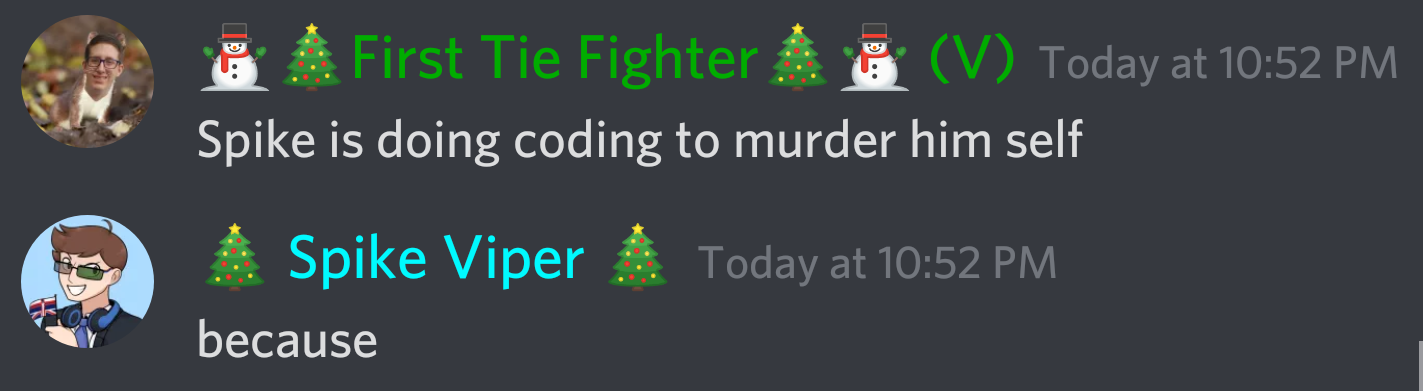 ☃️🎄First Tie Fighter🎄☃️ (V) Today at 10:52 PM
Spike is doing coding to murder him self
🎄 Spike Viper 🎄 Today at 10:52 PM
because